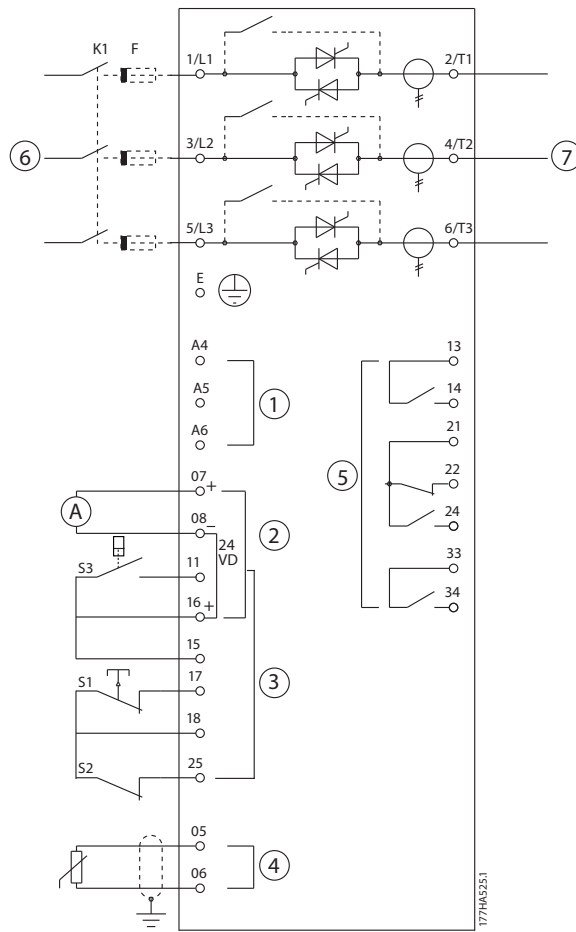 K1 F 1/L1 2/T1
6 3/L2 4/T2 7
5/L3 6/T3
E
A4 13
A5 1 14
A6 21
07 + 5 22
A 08 – 2 24
24
VD
S3 11 33
16 + 34
15
S1 17 3
18
S2 25
05
4
06
177HA525.1